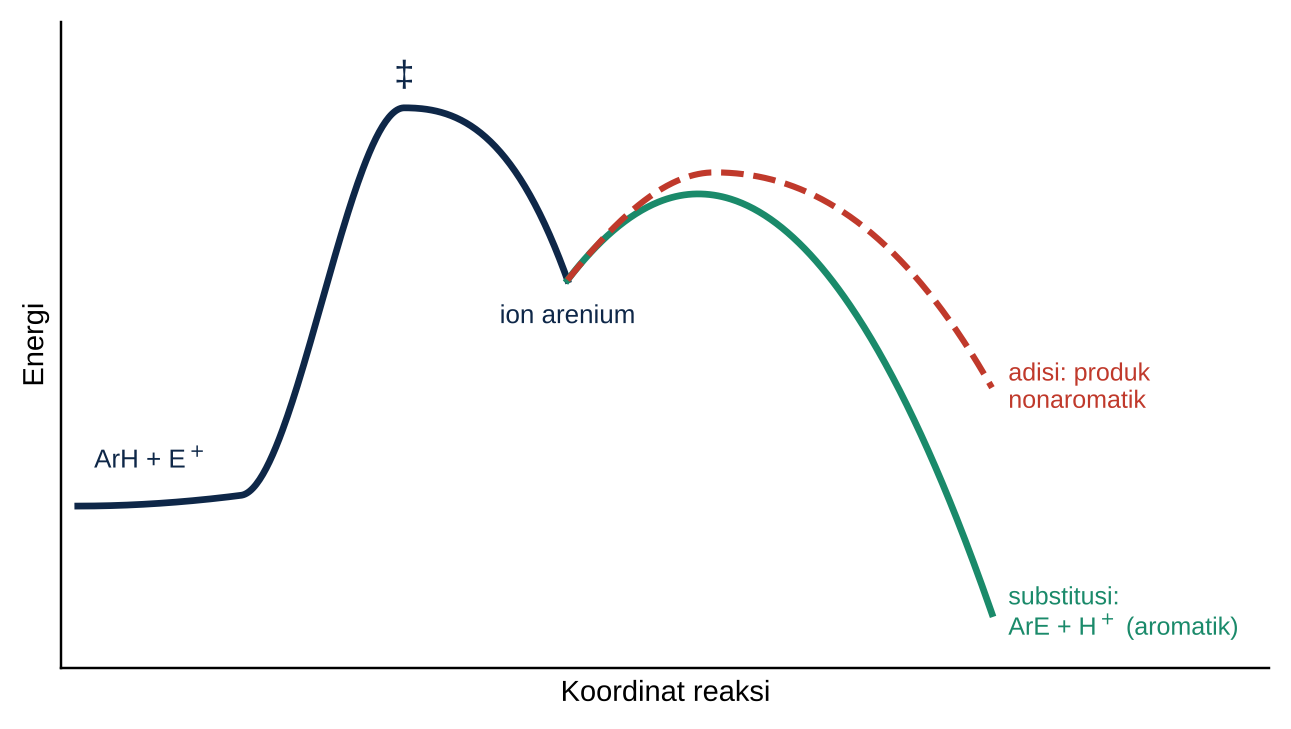 ‡
Energi
ion arenium
adisi: produk
nonaromatik
ArH + E⁺
substitusi:
ArE + H⁺ (aromatik)
Koordinat reaksi